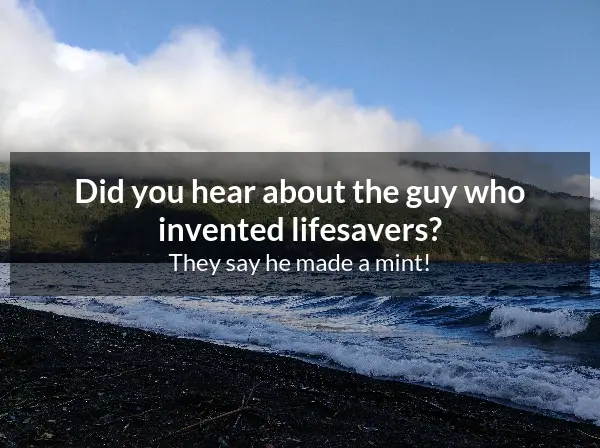 Did you hear about the guy who
invented lifesavers?
They say he made a mint!